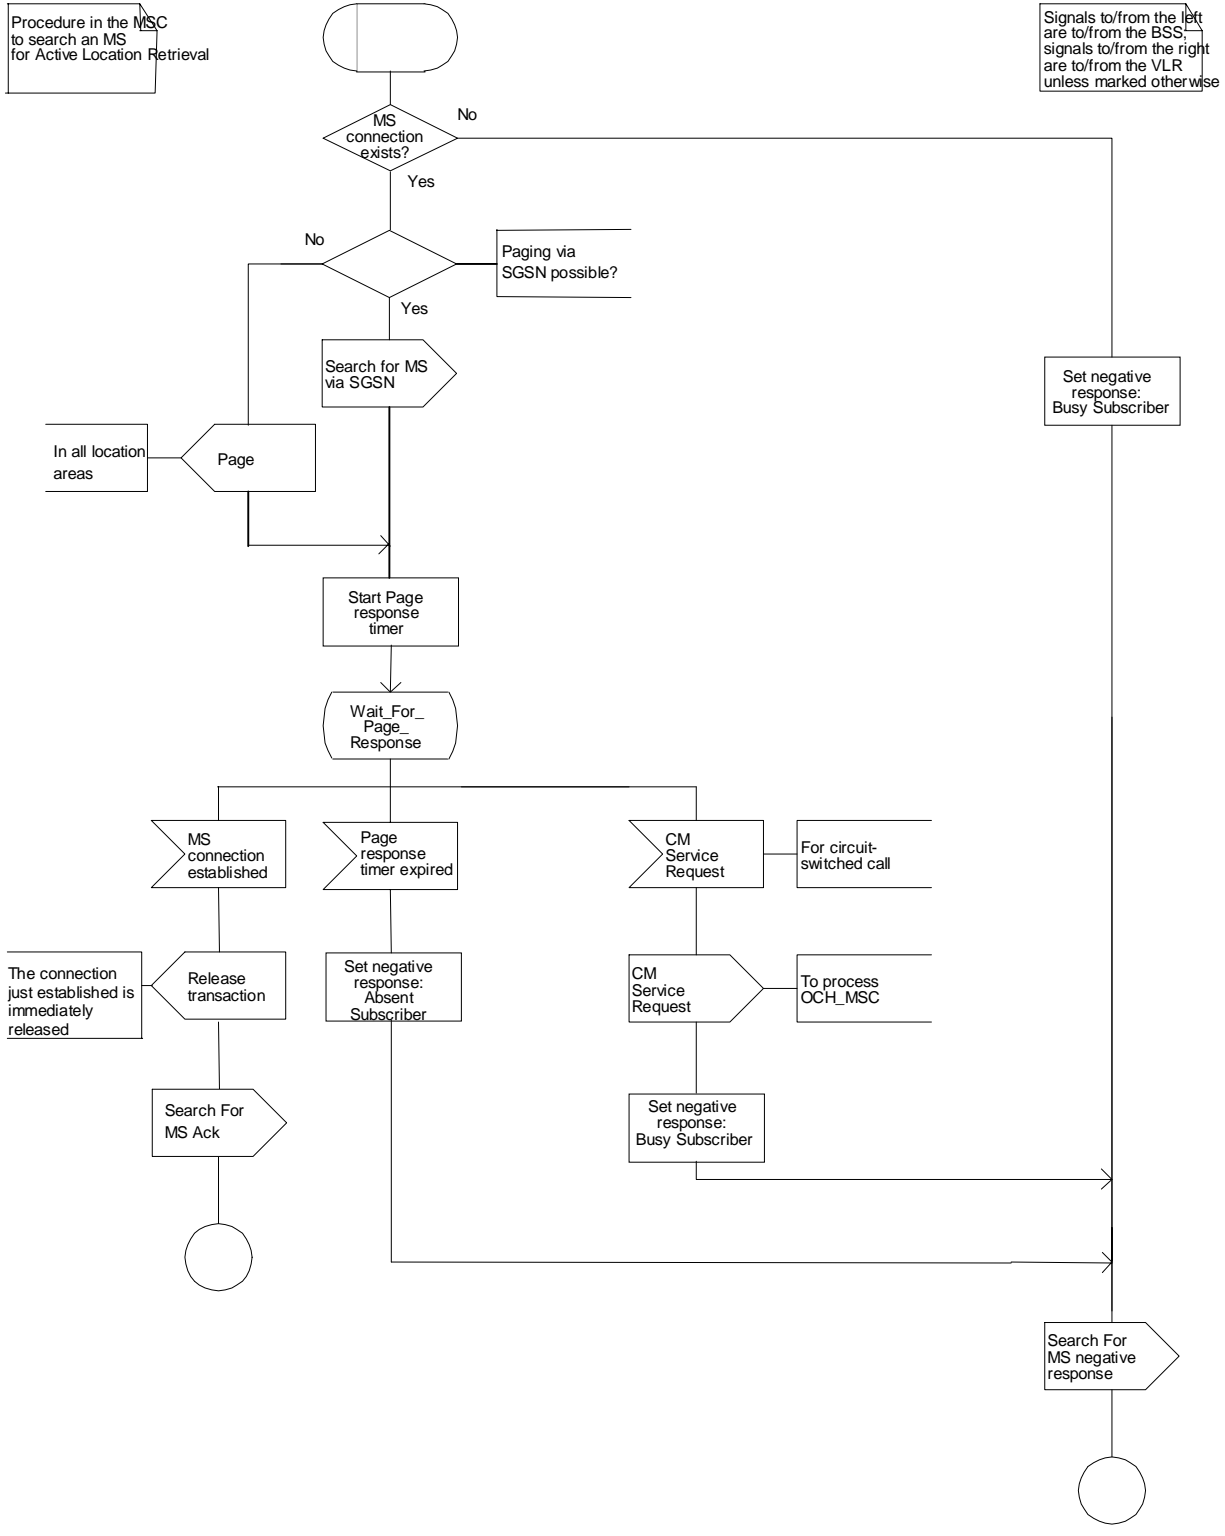 Procedure in the MSC
to search an MS
for Active Location Retrieval
Signals to/from the left
are to/from the BSS;
signals to/from the right
are to/from the VLR
unless marked otherwise
MS
connection
exists?
No
Yes
No
Paging via
SGSN possible?
Yes
Search for MS
via SGSN
Set negative
response:
Busy Subscriber
In all location
areas
Page
Start Page
response
timer
Wait_For_
Page_
Response
MS
connection
established
Page
response
timer expired
CM
Service
Request
For circuit-
switched call
The connection
just established is
immediately
released
Release
transaction
Set negative
response:
Absent
Subscriber
CM
Service
Request
To process
OCH_MSC
Search For
MS Ack
Set negative
response:
Busy Subscriber
Search For
MS negative
response